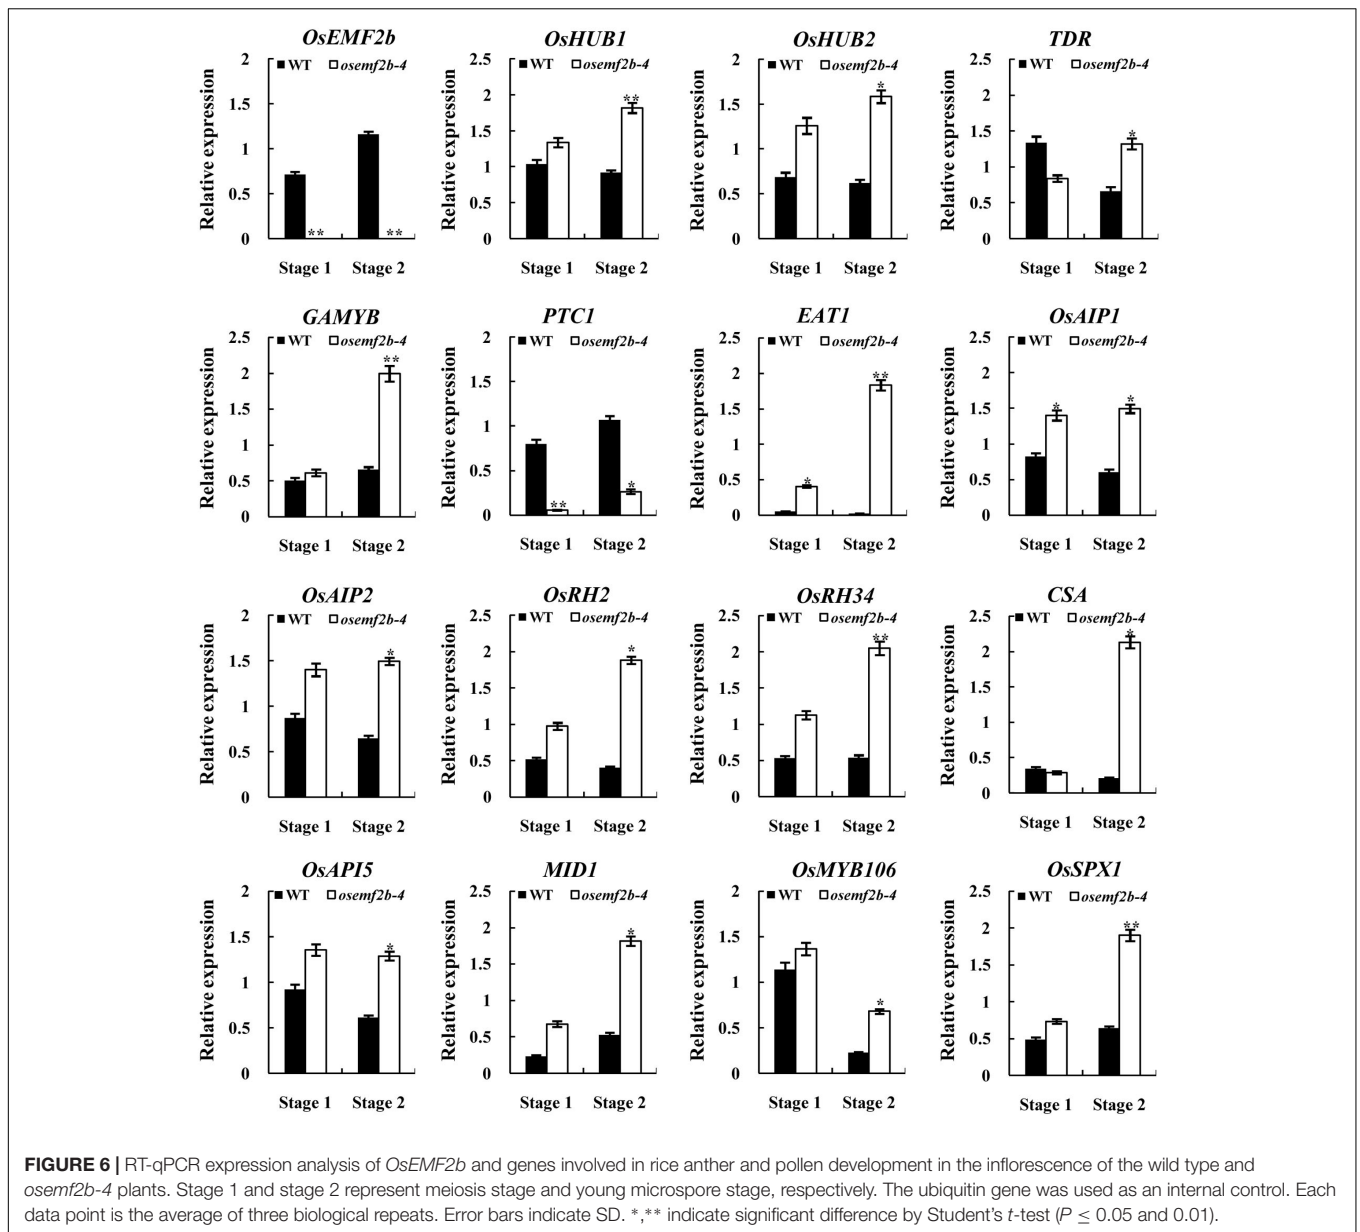 OsEMF2b OsHUB1 OsHUB2 TDR
2 2.5 2 2.5
■WT □osemf2b-4 ■WT □osemf2b-4 ■WT □osemf2b-4 ■WT □osemf2b-4
Relative expression Relative expression Relative expression Relative expression
1.5 2 1.5 2
1 1.5 1 1.5
0.5 1 0.5 1
0 0.5 0 0.5
0 0
** ** ** * *
Stage 1 Stage 2 Stage 1 Stage 2 Stage 1 Stage 2 Stage 1 Stage 2
GAMYB PTC1 EAT1 OsAIP1
2.5 2 2.5 2.5
■WT □osemf2b-4 ■WT □osemf2b-4 ■WT □osemf2b-4 ■WT □osemf2b-4
Relative expression Relative expression Relative expression Relative expression
2 1.5 2 2
1.5 1 1.5 1.5
1 0.5 1 1
0.5 0 0.5 0.5
0 0 0
** ** * * ** * *
Stage 1 Stage 2 Stage 1 Stage 2 Stage 1 Stage 2 Stage 1 Stage 2
OsAIP2 OsRH2 OsRH34 CSA
2 2.5 2.5 2.5
■WT □osemf2b-4 ■WT □osemf2b-4 ■WT □osemf2b-4 ■WT □osemf2b-4
Relative expression Relative expression Relative expression Relative expression
1.5 2 2 2
1 1.5 1.5 1.5
0.5 1 1 1
0 0.5 0.5 0.5
0 0 0
* * ** *
Stage 1 Stage 2 Stage 1 Stage 2 Stage 1 Stage 2 Stage 1 Stage 2
OsAPI5 MID1 OsMYB106 OsSPX1
2 2.5 2 2.5
■WT □osemf2b-4 ■WT □osemf2b-4 ■WT □osemf2b-4 ■WT □osemf2b-4
Relative expression Relative expression Relative expression Relative expression
1.5 2 1.5 2
1 1.5 1 1.5
0.5 1 0.5 1
0 0.5 0 0.5
0 0
* * * **
Stage 1 Stage 2 Stage 1 Stage 2 Stage 1 Stage 2 Stage 1 Stage 2
FIGURE 6 | RT-qPCR expression analysis of OsEMF2b and genes involved in rice anther and pollen development in the inflorescence of the wild type and
osemf2b-4 plants. Stage 1 and stage 2 represent meiosis stage and young microspore stage, respectively. The ubiquitin gene was used as an internal control. Each
data point is the average of three biological repeats. Error bars indicate SD. *,** indicate significant difference by Student's t-test (P ≤ 0.05 and 0.01).